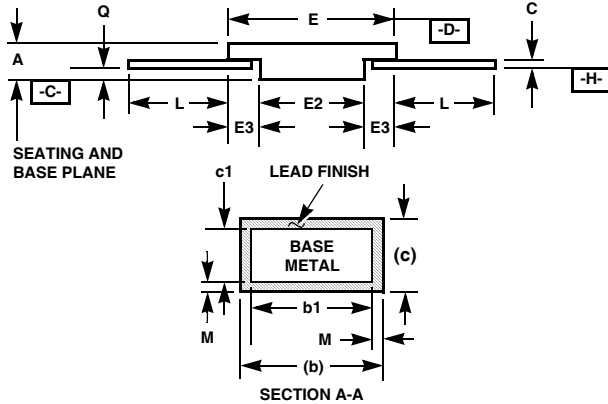 E
-D-
C
Q
A
-C-
-H-
L
E2
L
E3
E3
SEATING AND
BASE PLANE
c1
LEAD FINISH
BASE
METAL
(c)
b1
M
M
(b)
SECTION A-A